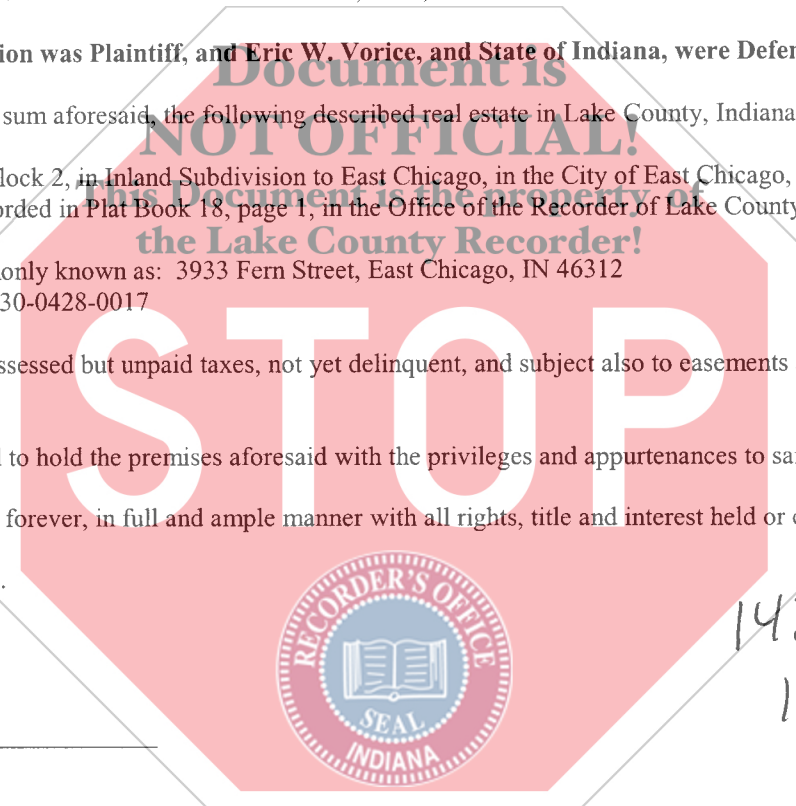 ion was Plaintiff, and Eric W. Vorice, and State of Indiana, were Defen
Document is
sum aforesaid, the following described real estate in Lake County, Indiana
NOT OFFICIAL!
lock 2, in Inland Subdivision to East Chicago, in the City of East Chicago,
This Document is the property of
orded in Plat Book 18, page 1, in the Office of the Recorder of Lake County
the Lake County Recorder!
only known as: 3933 Fern Street, East Chicago, IN 46312
30-0428-0017
STOP
ssessed but unpaid taxes, not yet delinquent, and subject also to easements
to hold the premises aforesaid with the privileges and appurtenances to sa
forever, in full and ample manner with all rights, title and interest held or
RECORDER'S OFFICE
SEAL
INDIANA
14
1